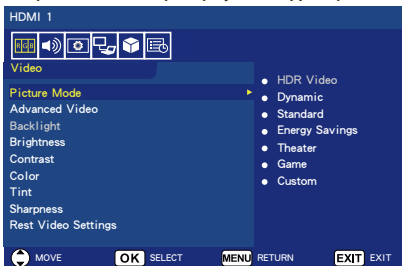 HDMI 1
RGB
Video
Picture Mode
Advanced Video
Backlight
Brightness
Contrast
Color
Tint
Sharpness
Rest Video Settings
HDR Video
Dynamic
Standard
Energy Savings
Theater
Game
Custom
MOVE
OK SELECT
MENU RETURN
EXIT EXIT